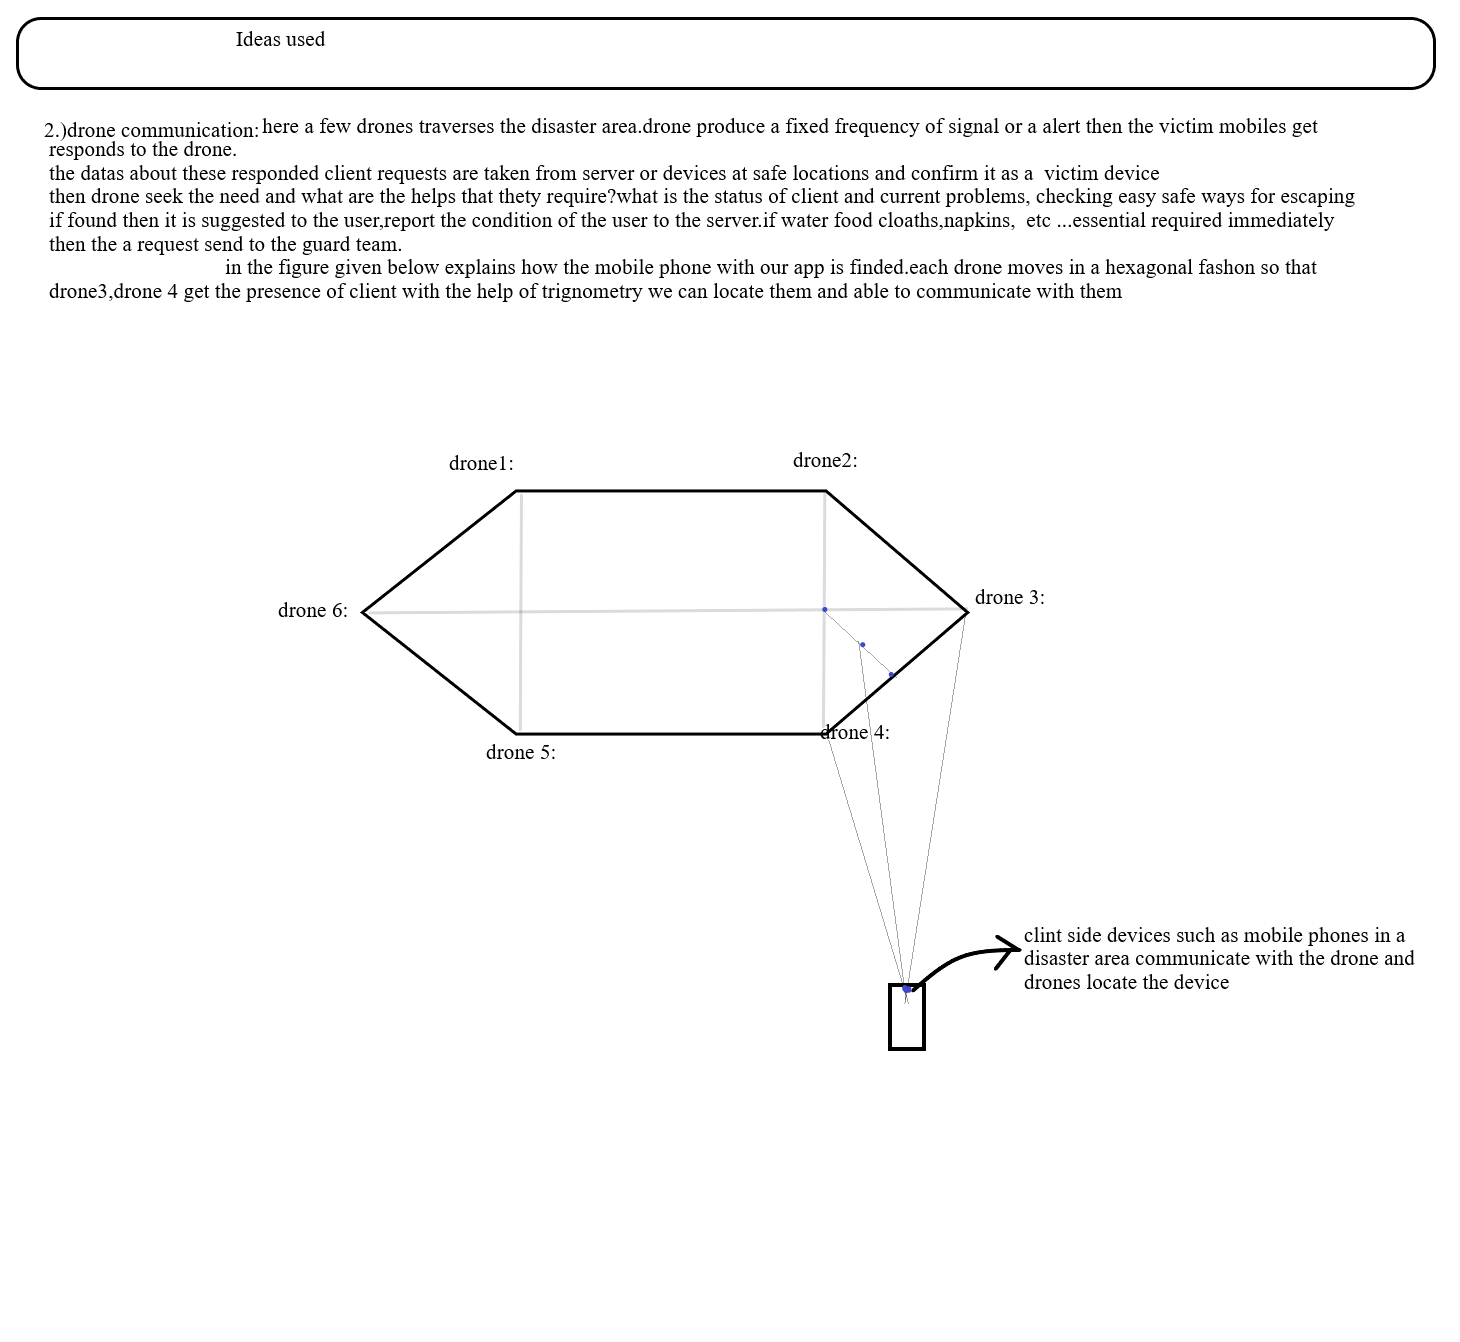 Ideas used
2.)drone communication: here a few drones traverses the disaster area.drone produce a fixed frequency of signal or a alert then the victim mobiles get
responds to the drone.
the datas about these responded client requests are taken from server or devices at safe locations and confirm it as a  victim device
then drone seek the need and what are the helps that thety require?what is the status of client and current problems, checking easy safe ways for escaping
if found then it is suggested to the user,report the condition of the user to the server.if water food cloaths,napkins,  etc ...essential required immediately
then the a request send to the guard team.
in the figure given below explains how the mobile phone with our app is finded.each drone moves in a hexagonal fashon so that
drone3,drone 4 get the presence of client with the help of trignometry we can locate them and able to communicate with them
drone1:
drone2:
drone 3:
drone 6:
drone 4:
drone 5:
clint side devices such as mobile phones in a
disaster area communicate with the drone and
drones locate the device